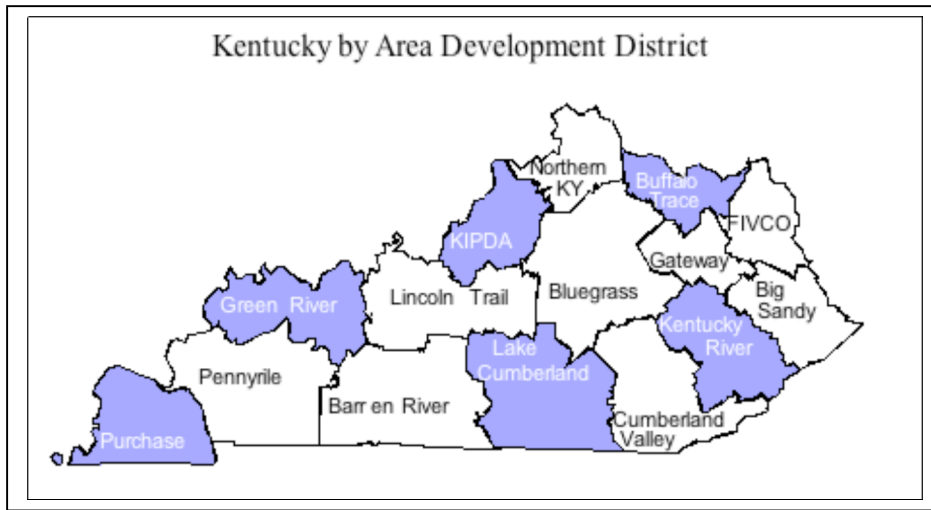 Kentucky by Area Development District
Northern
KY
Buffalo
Trace
FIVCO
KIPDA
Gateway
Green River
Lincoln Trail
Bluegrass
Big
Sandy
Kentucky
River
Lake
Cumberland
Pennyrile
Barr en River
Cumberland
Valley
Purchase